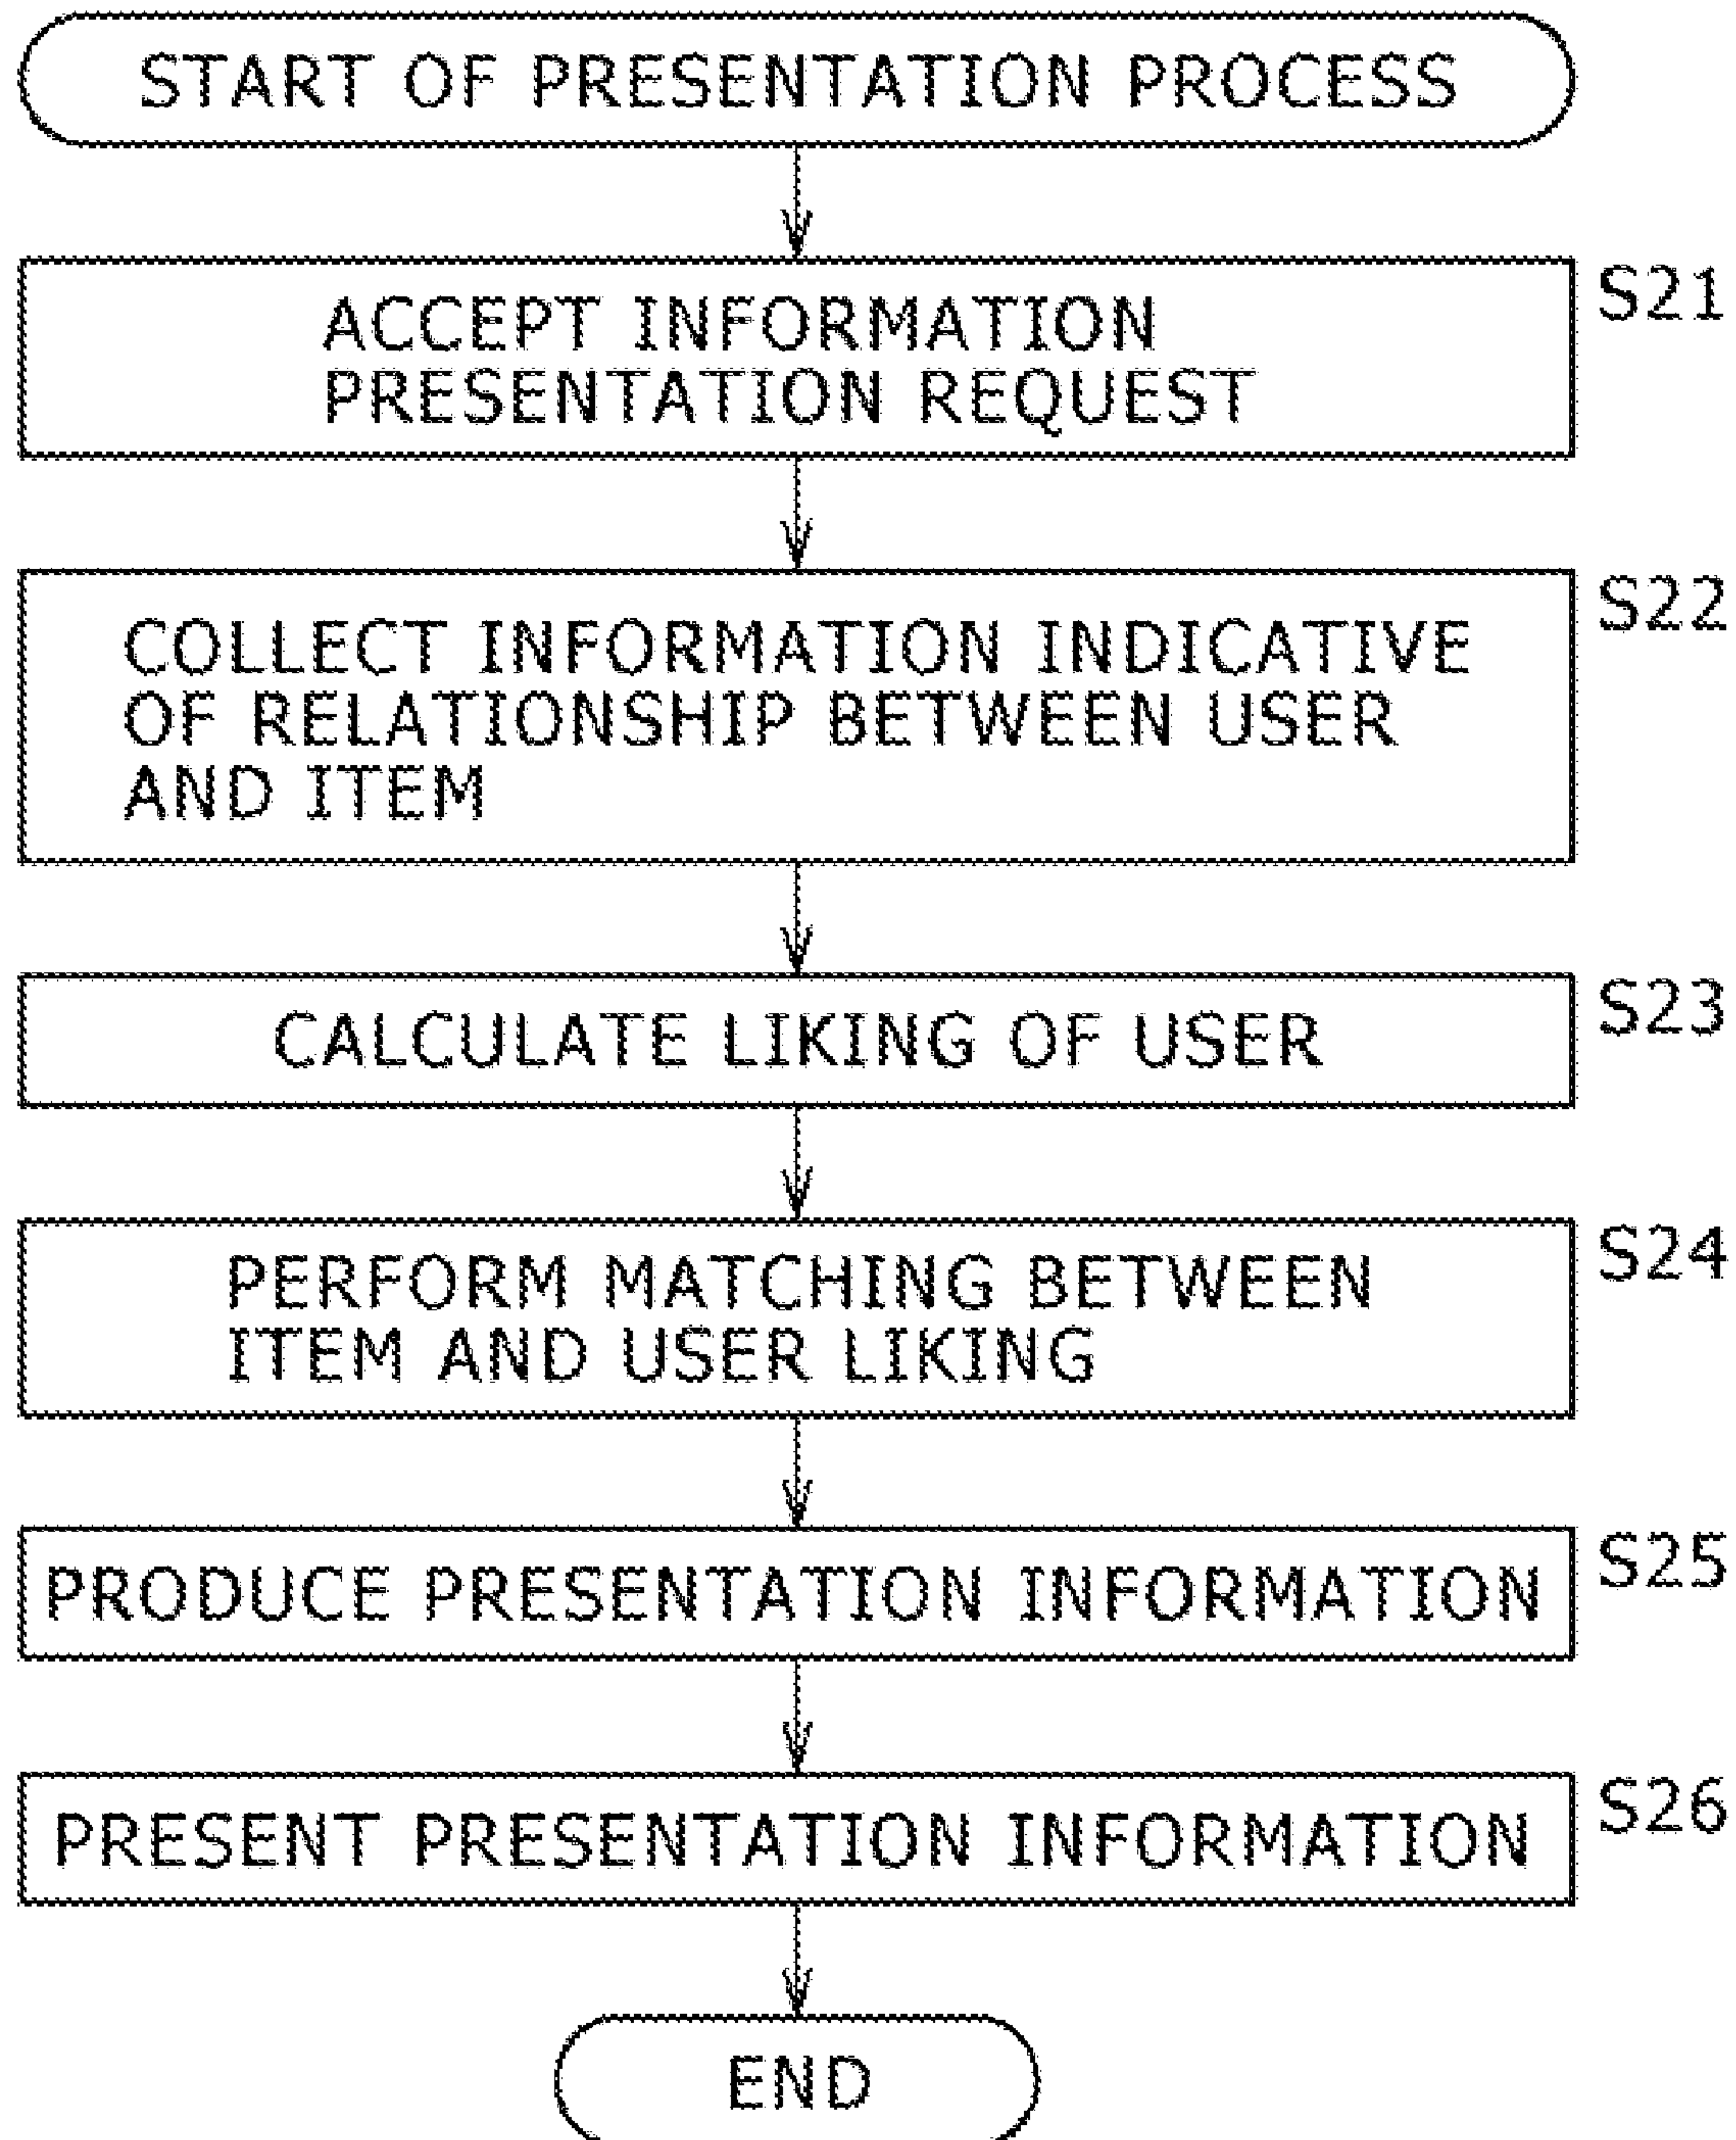 START OF PRESENTATION PROCESS
S21
ACCEPT INFORMATION
PRESENTATION REQUEST
S22
COLLECT INFORMATION INDICATIVE
OF RELATIONSHIP BETWEEN USER
AND ITEM
S23
CALCULATE LIKING OF USER
S24
PERFORM MATCHING BETWEEN
ITEM AND USER LIKING
S25
PRODUCE PRESENTATION INFORMATION
S26
PRESENT PRESENTATION INFORMATION
END